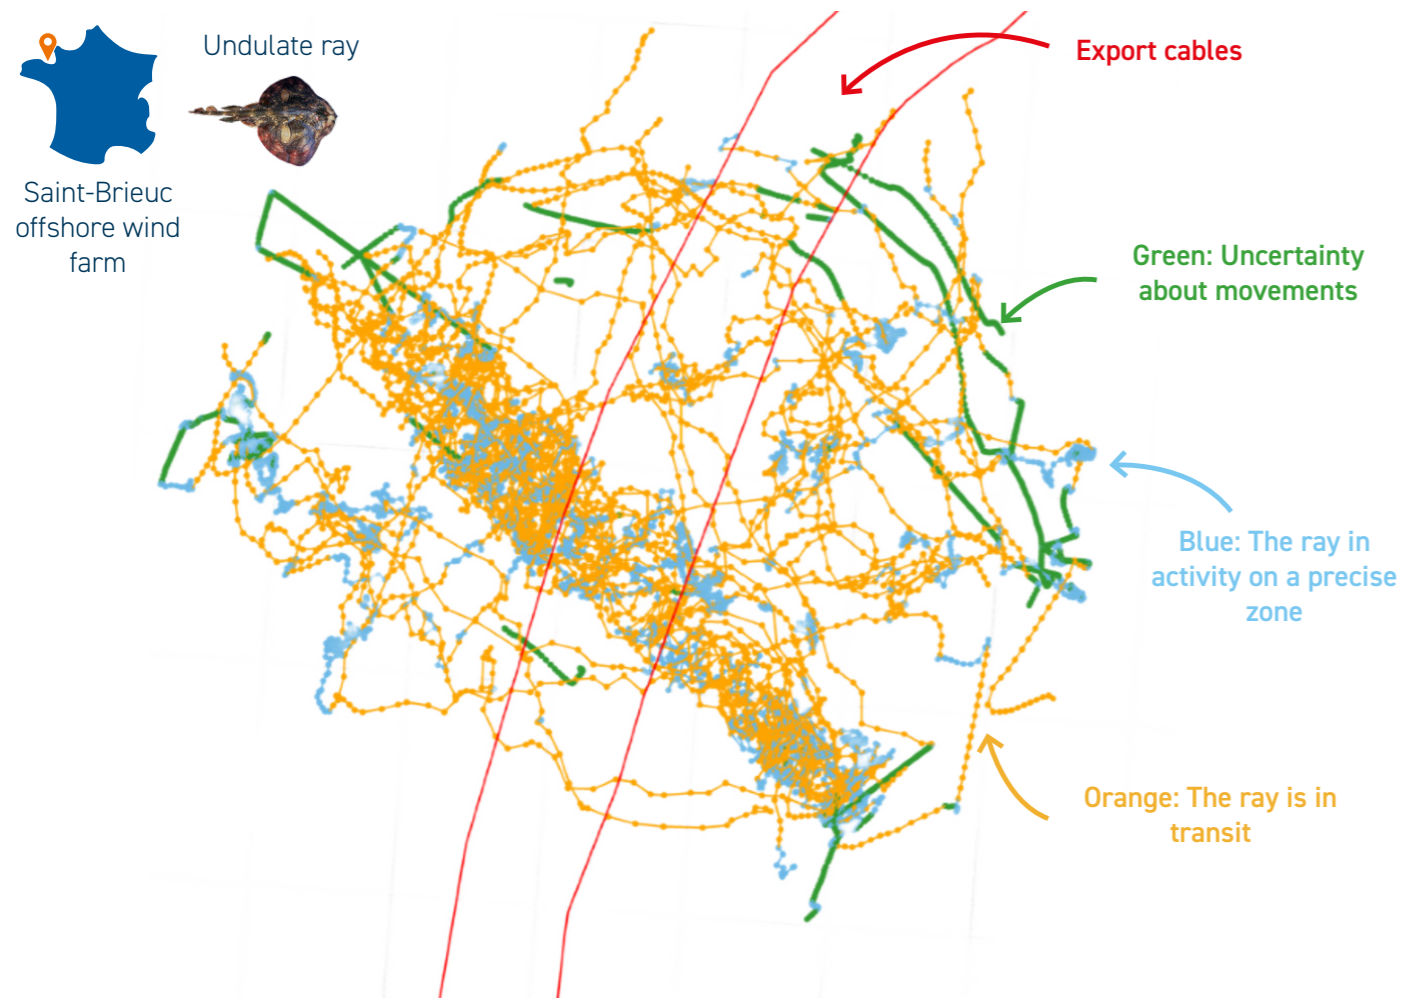 Undulate ray
Saint-Brieuc
offshore wind
farm
Export cables
Green: Uncertainty
about movements
Blue: The ray in
activity on a precise
zone
Orange: The ray is in
transit